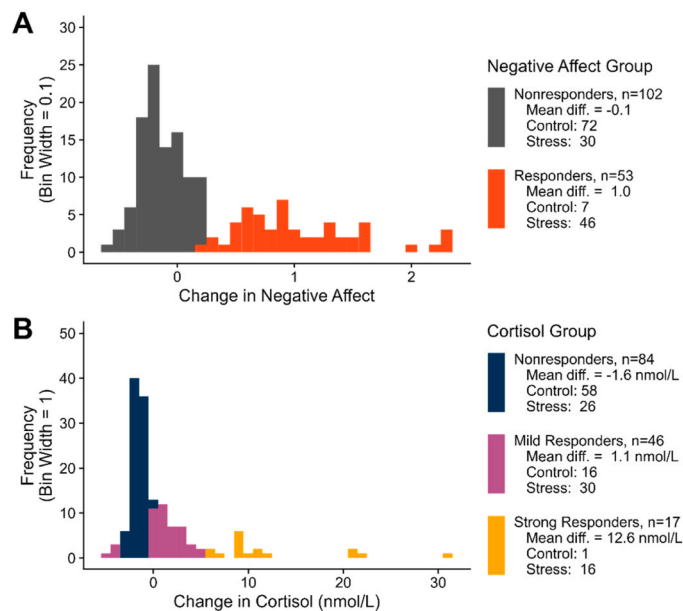 A
Frequency
(Bin Width = 0.1)
30
25
20
15
10
5
0
0
1
2
Change in Negative Affect
Negative Affect Group
Nonresponders, n=102
Mean diff. = -0.1
Control: 72
Stress: 30
Responders, n=53
Mean diff. = 1.0
Control: 7
Stress: 46
B
Frequency
(Bin Width = 1)
50
40
30
20
10
0
0
10
20
30
Change in Cortisol (nmol/L)
Cortisol Group
Nonresponders, n=84
Mean diff. = -1.6 nmol/L
Control: 58
Stress: 26
Mild Responders, n=46
Mean diff. = 1.1 nmol/L
Control: 16
Stress: 30
Strong Responders, n=17
Mean diff. = 12.6 nmol/L
Control: 1
Stress: 16